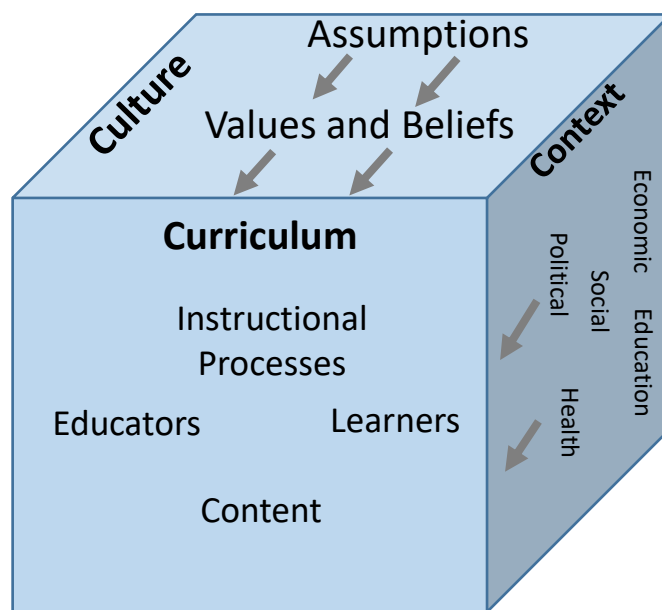 Culture
Assumptions
Values and Beliefs
Context
Economic
Political
Social
Education
Health
Curriculum
Instructional
Processes
Educators
Learners
Content